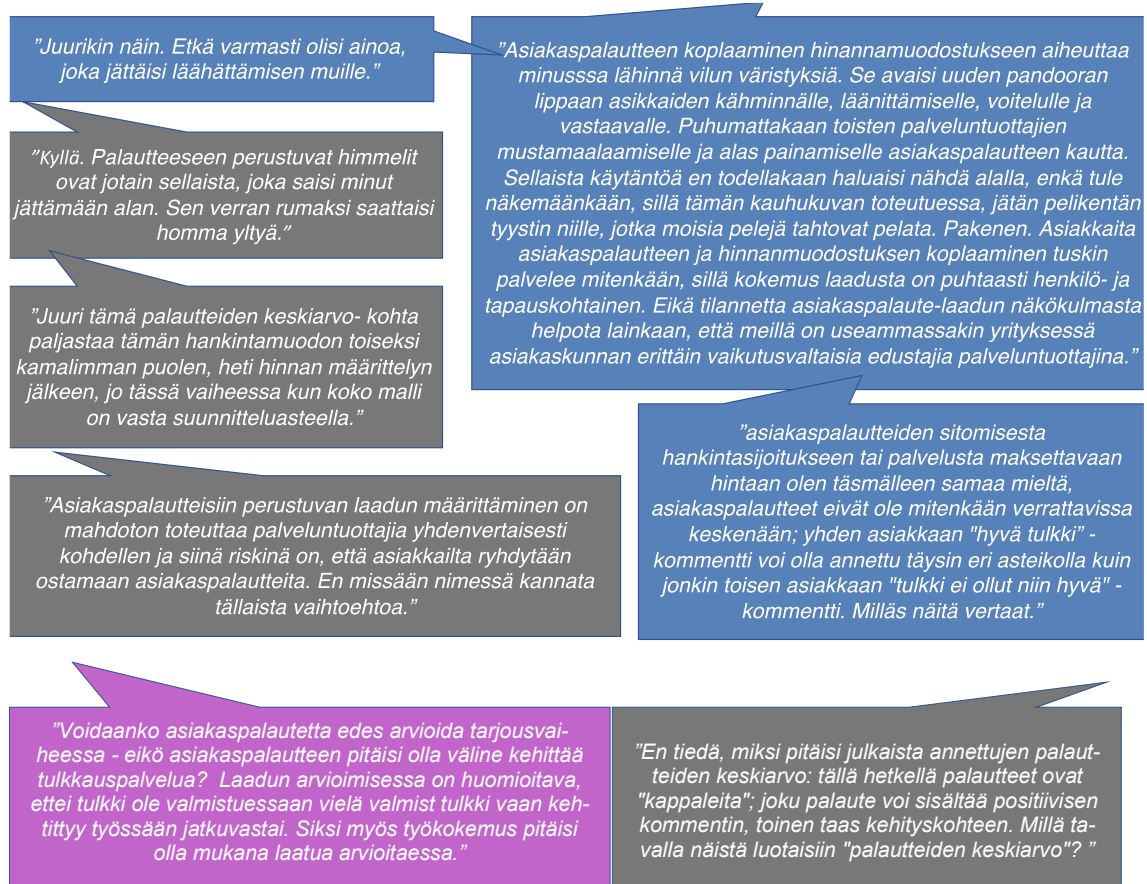 ”Juurikin näin. Etkä varmasti olisi ainoa,
joka jättäisi läähättämisen muille.”
”Asiakaspalautteen koplaaminen hinannamuodostukseen aiheuttaa
minusssa lähinnä vilun väristyksiä. Se avaisi uuden pandooran
lippaan asikkaiden kähminnälle, läänittämiselle, voitelulle ja
vastaavalle. Puhumattakaan toisten palveluntuottajien
mustamaalaamiselle ja alas painamiselle asiakaspalautteen kautta.
Sellaista käytäntöä en todellakaan haluaisi nähdä alalla, enkä tule
näkemäänkään, sillä tämän kauhukuvan toteutuessa, jätän pelikentän
tyystin niille, jotka moisia pelejä tahtovat pelata. Pakenen. Asiakkaita
asiakaspalautteen ja hinnanmuodostuksen koplaaminen tuskin
palvelee mitenkään, sillä kokemus laadusta on puhtaasti henkilö- ja
tapauskohtainen. Eikä tilannetta asiakaspalaute-laadun näkökulmasta
helpota lainkaan, että meillä on useammassakin yrityksessä
asiakaskunnan erittäin vaikutusvaltaisia edustajia palveluntuottajina.”
”Kyllä. Palautteeseen perustuvat himmelit
ovat jotain sellaista, joka saisi minut
jättämään alan. Sen verran rumaksi saattaisi
homma yltyä.”
”Juuri tämä palautteiden keskiarvo- kohta
paljastaa tämän hankintamuodon toiseksi
kamalimman puolen, heti hinnan määrittelyn
jälkeen, jo tässä vaiheessa kun koko malli
on vasta suunnitteluasteella.”
”asiakaspalautteiden sitomisesta
hankintasijoitukseen tai palvelusta maksettavaan
hintaan olen täsmälleen samaa mieltä,
asiakaspalautteet eivät ole mitenkään verrattavissa
keskenään; yhden asiakkaan "hyvä tulkki” -
kommentti voi olla annettu täysin eri asteikolla kuin
jonkin toisen asiakkaan "tulkki ei ollut niin hyvä" -
kommentti. Milläs näitä vertaat.”
”Asiakaspalautteisiin perustuvan laadun määrittäminen on
mahdoton toteuttaa palveluntuottajia yhdenvertaisesti
kohdellen ja siinä riskinä on, että asiakkailta ryhdytään
ostamaan asiakaspalautteita. En missään nimessä kannata
tällaista vaihtoehtoa.”
”Voidaanko asiakaspalautetta edes arvioida tarjousvai-
heessa - eikö asiakaspalautteen pitäisi olla väline kehittää
tulkkauspalvelua?  Laadun arvioimisessa on huomioitava,
ettei tulkki ole valmistuessaan vielä valmist tulkki vaan keh-
tittyy työssään jatkuvastai. Siksi myös työkokemus pitäisi
olla mukana laatua arvioitaessa.”
”En tiedä, miksi pitäisi julkaista annettujen palaut-
teiden keskiarvo: tällä hetkellä palautteet ovat
"kappaleita"; joku palaute voi sisältää positiivisen
kommentin, toinen taas kehityskohteen. Millä ta-
valla näistä luotaisiin "palautteiden keskiarvo"? ”